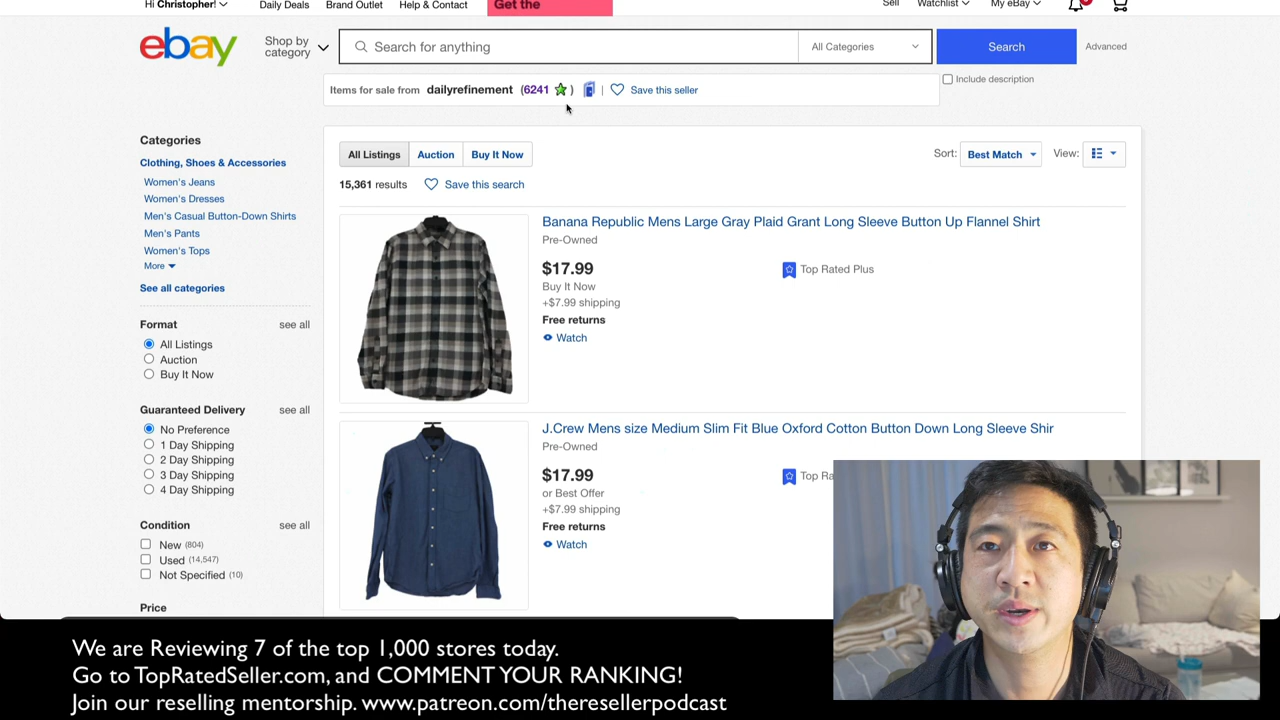 Hi Christopher!
Daily Deals
Brand Outlet
Help & Contact
Get the
Sell
Watchlist
My eBay
ebay
Shop by category
Search for anything
All Categories
Search
Advanced
Items for sale from dailyrefinement (6241 ) | Save this seller
Include description
Categories
Clothing, Shoes & Accessories
Women's Jeans
Women's Dresses
Men's Casual Button-Down Shirts
Men's Pants
Women's Tops
More
See all categories
Format see all
All Listings
Auction
Buy It Now
Guaranteed Delivery see all
No Preference
1 Day Shipping
2 Day Shipping
3 Day Shipping
4 Day Shipping
Condition see all
New (804)
Used (14,547)
Not Specified (10)
Price
All Listings Auction Buy It Now
Sort: Best Match View:
15,361 results Save this search
Banana Republic Mens Large Gray Plaid Grant Long Sleeve Button Up Flannel Shirt
Pre-Owned
$17.99
Top Rated Plus
Buy It Now
+$7.99 shipping
Free returns
Watch
J.Crew Mens size Medium Slim Fit Blue Oxford Cotton Button Down Long Sleeve Shir
Pre-Owned
$17.99
Top Ra
or Best Offer
+$7.99 shipping
Free returns
Watch
We are Reviewing 7 of the top 1,000 stores today.
Go to TopRatedSeller.com, and COMMENT YOUR RANKING!
Join our reselling mentorship. www.patreon.com/theresellerpodcast